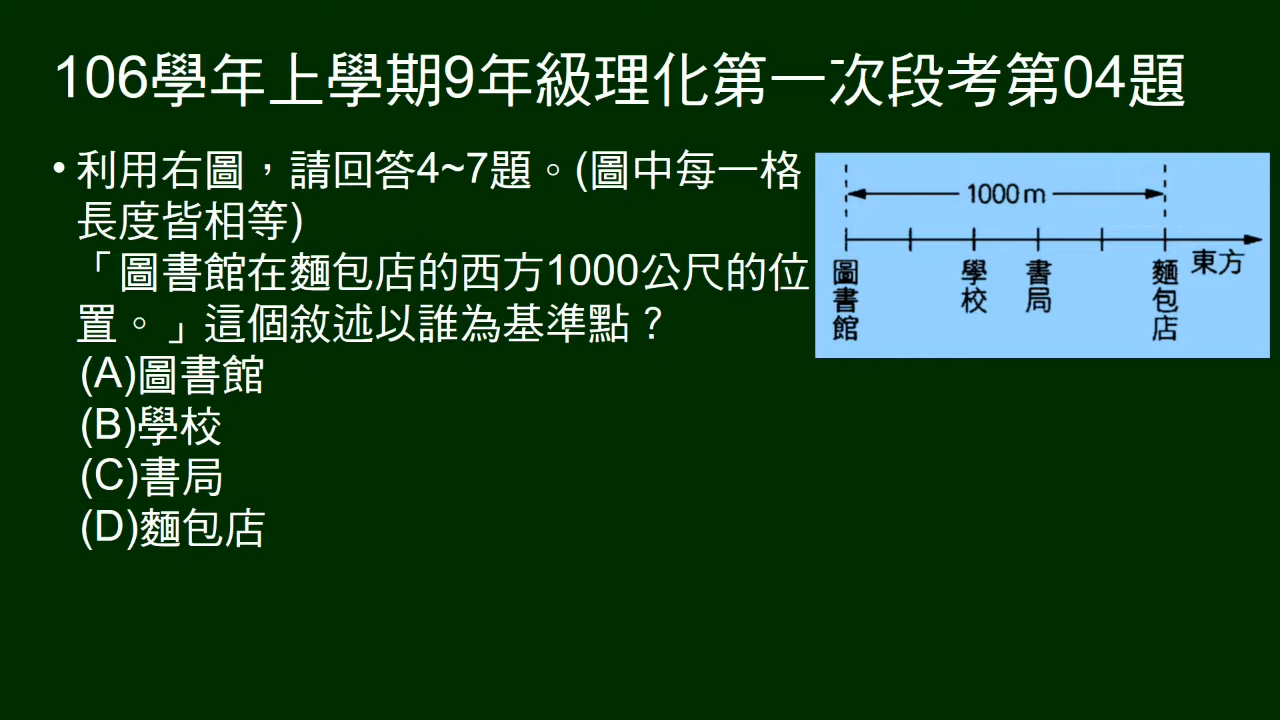 106學年上學期9年級理化第一次段考第04題
• 利用右圖，請回答4~7題。(圖中每一格
長度皆相等)
「圖書館在麵包店的西方1000公尺的位
置。」這個敘述以誰為基準點？
(A)圖書館
(B)學校
(C)書局
(D)麵包店
1000m
圖書館
學校
書局
麵包店
東方